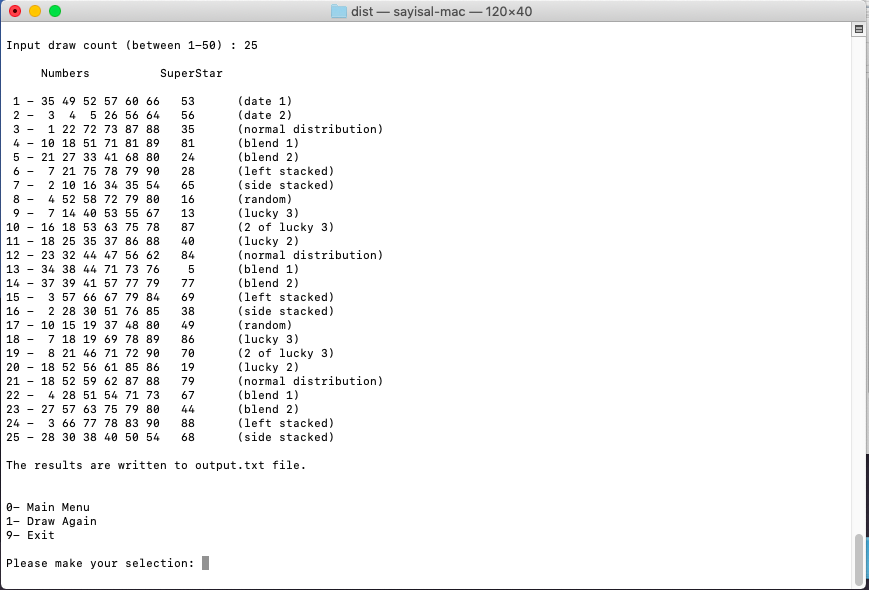 dist — sayisal-mac — 120×40
Input draw count (between 1-50) : 25
Numbers SuperStar
1 - 35 49 52 57 60 66 53 (date 1)
2 - 3 4 5 26 56 64 56 (date 2)
3 - 1 22 72 73 87 88 35 (normal distribution)
4 - 10 18 51 71 81 89 81 (blend 1)
5 - 21 27 33 41 68 80 24 (blend 2)
6 - 7 21 75 78 79 90 28 (left stacked)
7 - 2 10 16 34 35 54 65 (side stacked)
8 - 4 52 58 72 79 80 16 (random)
9 - 7 14 40 53 55 67 13 (lucky 3)
10 - 16 18 53 63 75 78 87 (2 of lucky 3)
11 - 18 25 35 37 86 88 40 (lucky 2)
12 - 23 32 44 47 56 62 84 (normal distribution)
13 - 34 38 44 71 73 76 5 (blend 1)
14 - 37 39 41 57 77 79 77 (blend 2)
15 - 3 57 66 67 79 84 69 (left stacked)
16 - 2 28 30 51 76 85 38 (side stacked)
17 - 10 15 19 37 48 80 49 (random)
18 - 7 18 19 69 78 89 86 (lucky 3)
19 - 8 21 46 71 72 90 70 (2 of lucky 3)
20 - 18 52 56 61 85 86 19 (lucky 2)
21 - 18 52 59 62 87 88 79 (normal distribution)
22 - 4 28 51 54 71 73 67 (blend 1)
23 - 27 57 63 75 79 80 44 (blend 2)
24 - 3 66 77 78 83 90 88 (left stacked)
25 - 28 30 38 40 50 54 68 (side stacked)
The results are written to output.txt file.
0- Main Menu
1- Draw Again
9- Exit
Please make your selection: